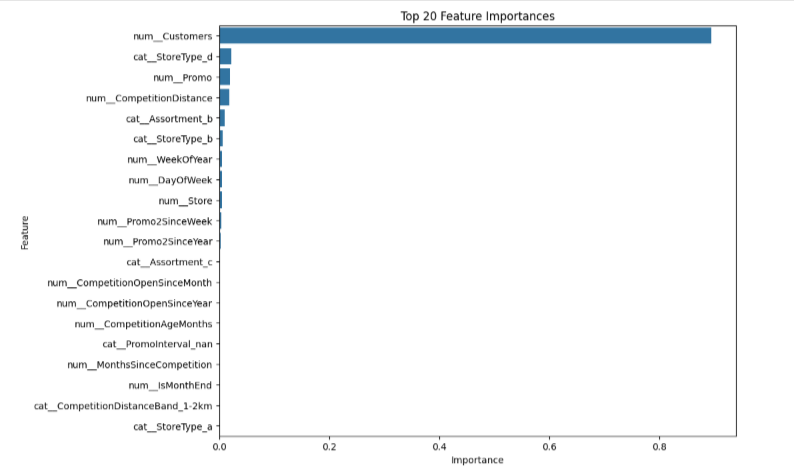 Top 20 Feature Importances
num__Customers
cat__StoreType_d
num__Promo
num__CompetitionDistance
cat__Assortment_b
cat__StoreType_b
num__WeekOfYear
num__DayOfWeek
num__Store
num__Promo2SinceWeek
num__Promo2SinceYear
cat__Assortment_c
num__CompetitionOpenSinceMonth
num__CompetitionOpenSinceYear
num__CompetitionAgeMonths
cat__PromoInterval_nan
num__MonthsSinceCompetition
num__IsMonthEnd
cat__CompetitionDistanceBand_1-2km
cat__StoreType_a
Feature
0.0 0.2 0.4 0.6 0.8
Importance